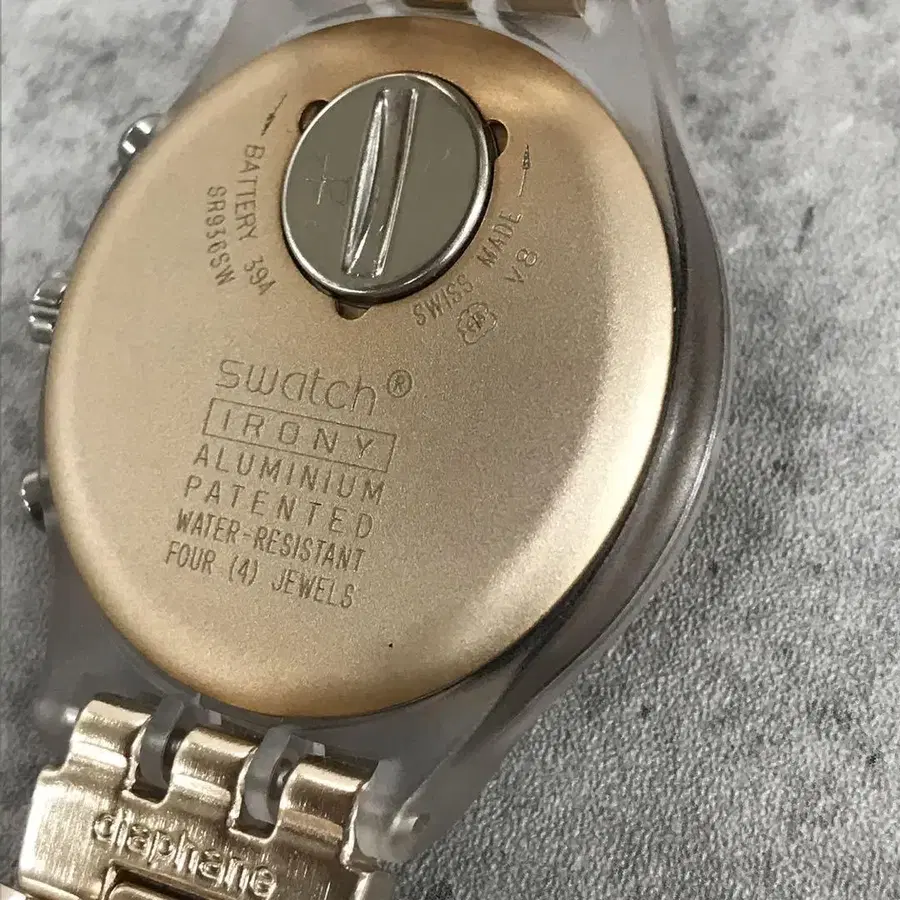 BATTERY 394
SR936SW
SWISS MADE
V8
swatch®
IRONY
ALUMINIUM
PATENTED
WATER-RESISTANT
FOUR (4) JEWELS
diaphane